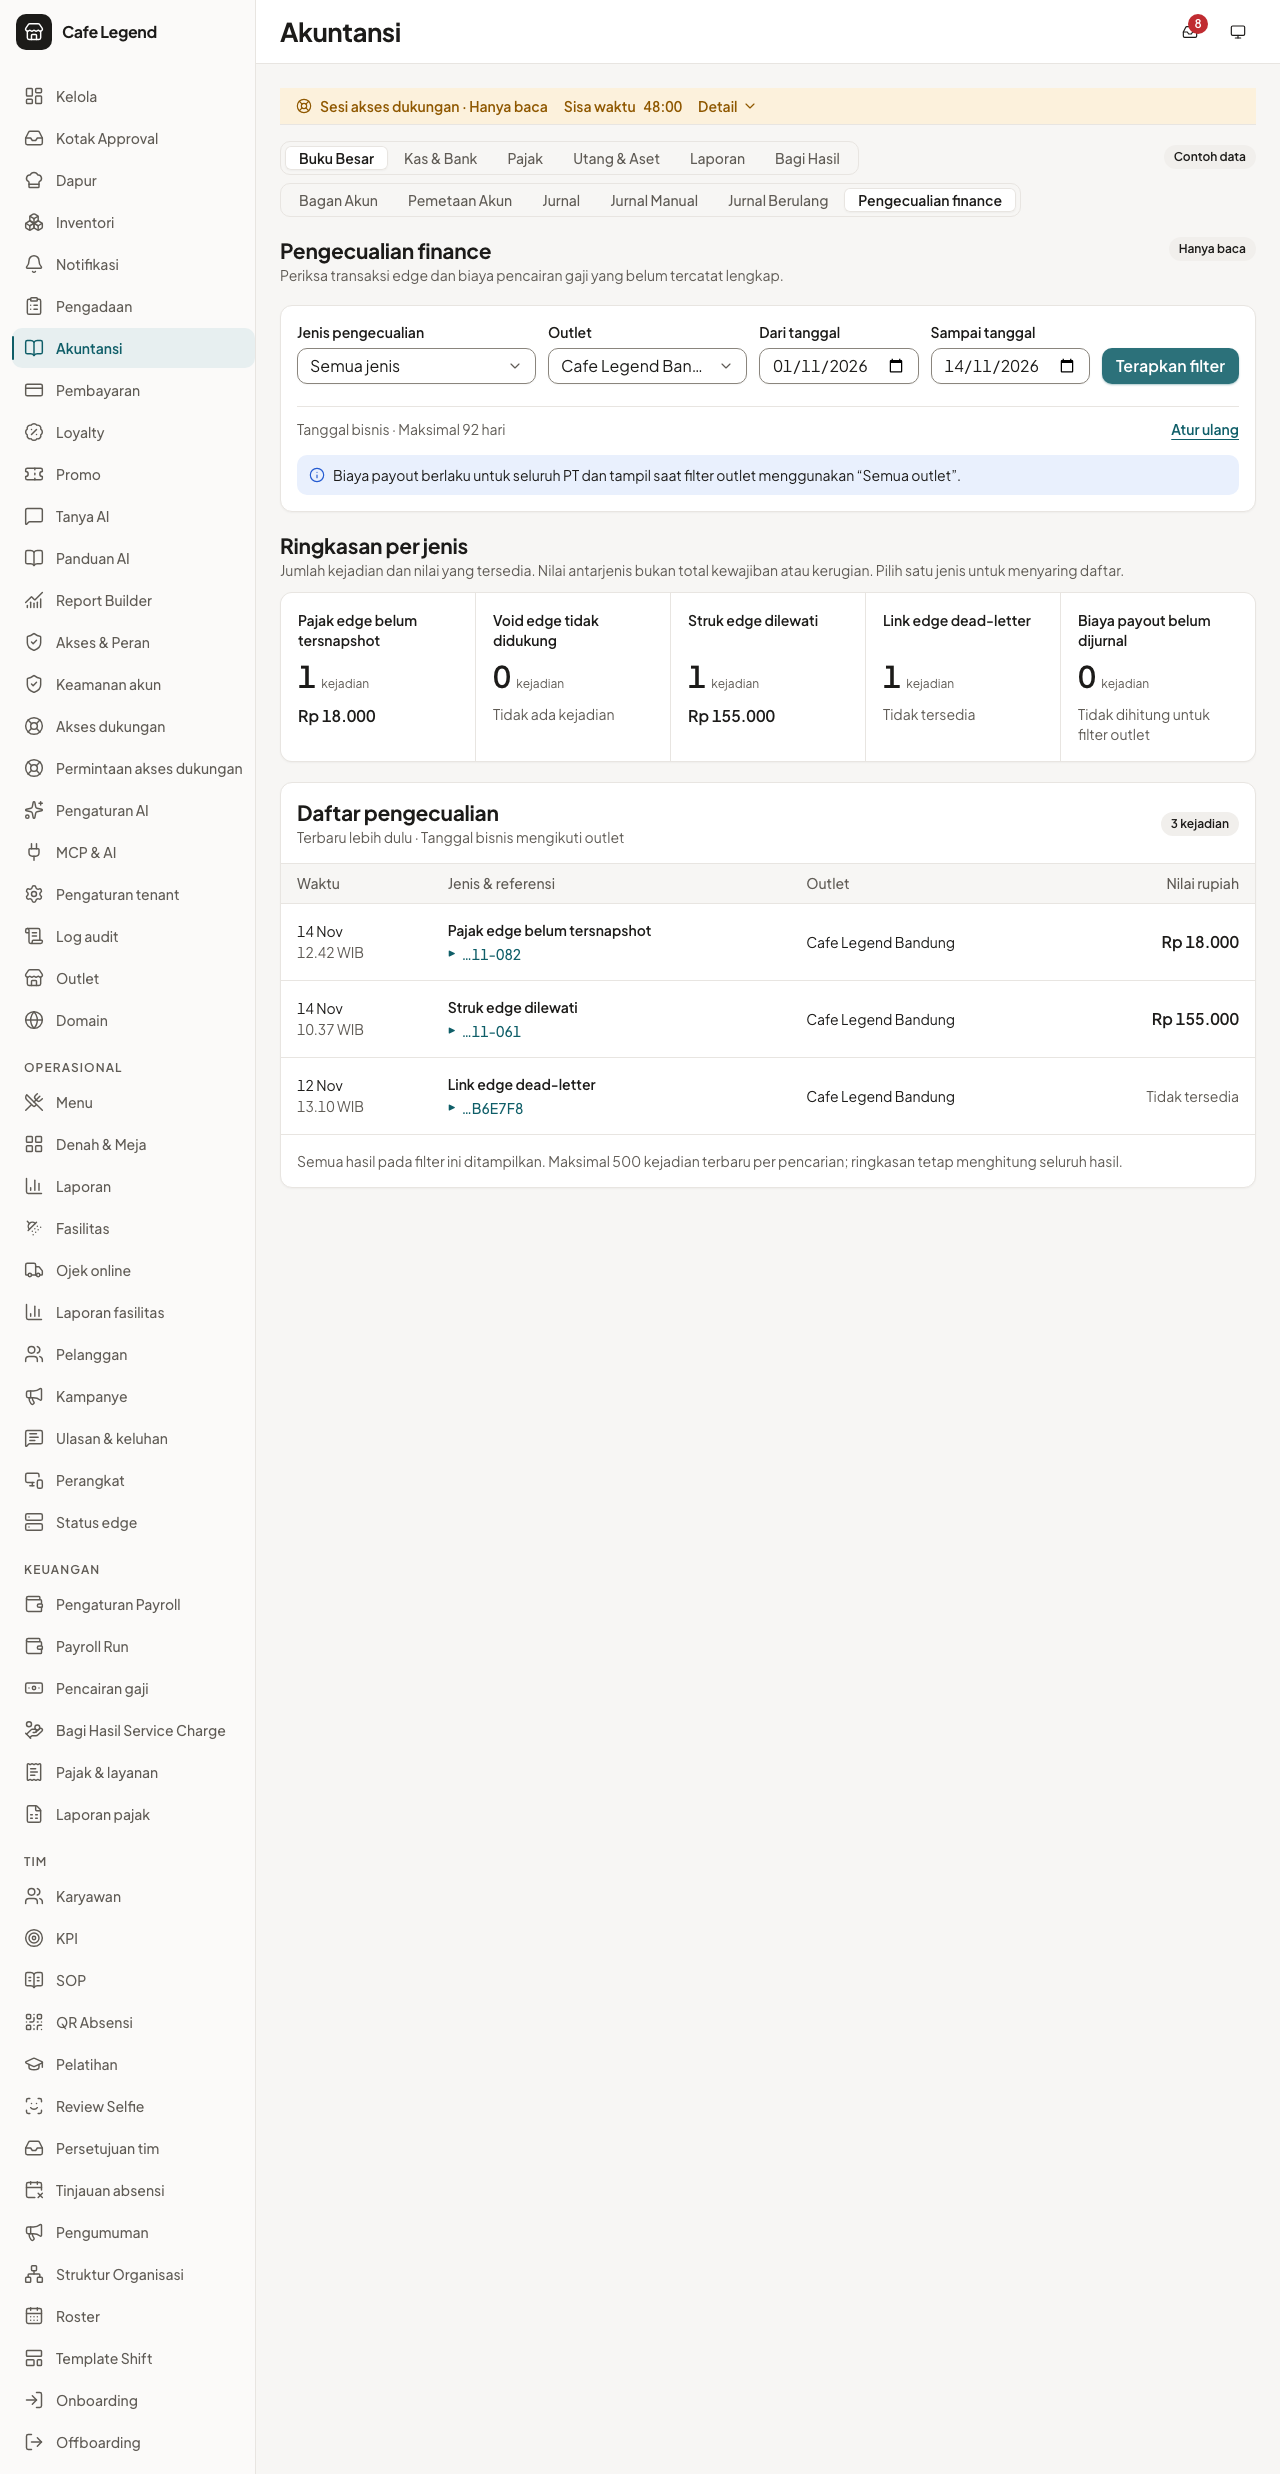 Cafe Legend
Kelola
Kotak Approval
Dapur
Inventori
Notifikasi
Pengadaan
Akuntansi
Pembayaran
Loyalty
Promo
Tanya AI
Panduan AI
Report Builder
Akses & Peran
Keamanan akun
Akses dukungan
Permintaan akses dukungan
Pengaturan AI
MCP & AI
Pengaturan tenant
Log audit
Outlet
Domain
OPERASIONAL
Menu
Denah & Meja
Laporan
Fasilitas
Ojek online
Laporan fasilitas
Pelanggan
Kampanye
Ulasan & keluhan
Perangkat
Status edge
KEUANGAN
Pengaturan Payroll
Payroll Run
Pencairan gaji
Bagi Hasil Service Charge
Pajak & layanan
Laporan pajak
TIM
Karyawan
KPI
SOP
QR Absensi
Pelatihan
Review Selfie
Persetujuan tim
Tinjauan absensi
Pengumuman
Struktur Organisasi
Roster
Template Shift
Onboarding
Offboarding
Akuntansi
8
Sesi akses dukungan · Hanya baca Sisa waktu 48:00 Detail
Buku Besar Kas & Bank Pajak Utang & Aset Laporan Bagi Hasil
Contoh data
Bagan Akun Pemetaan Akun Jurnal Jurnal Manual Jurnal Berulang Pengecualian finance
Pengecualian finance
Hanya baca
Periksa transaksi edge dan biaya pencairan gaji yang belum tercatat lengkap.
Jenis pengecualian Outlet Dari tanggal Sampai tanggal
Semua jenis Cafe Legend Ban... 01/11/2026 14/11/2026 Terapkan filter
Tanggal bisnis · Maksimal 92 hari Atur ulang
Biaya payout berlaku untuk seluruh PT dan tampil saat filter outlet menggunakan “Semua outlet”.
Ringkasan per jenis
Jumlah kejadian dan nilai yang tersedia. Nilai antarjenis bukan total kewajiban atau kerugian. Pilih satu jenis untuk menyaring daftar.
Pajak edge belum tersnapshot
1 kejadian
Rp 18.000
Void edge tidak didukung
0 kejadian
Tidak ada kejadian
Struk edge dilewati
1 kejadian
Rp 155.000
Link edge dead-letter
1 kejadian
Tidak tersedia
Biaya payout belum dijurnal
0 kejadian
Tidak dihitung untuk filter outlet
Daftar pengecualian
Terbaru lebih dulu · Tanggal bisnis mengikuti outlet
3 kejadian
Waktu Jenis & referensi Outlet Nilai rupiah
14 Nov
12.42 WIB
Pajak edge belum tersnapshot
…11-082
Cafe Legend Bandung
Rp 18.000
14 Nov
10.37 WIB
Struk edge dilewati
…11-061
Cafe Legend Bandung
Rp 155.000
12 Nov
13.10 WIB
Link edge dead-letter
…B6E7F8
Cafe Legend Bandung
Tidak tersedia
Semua hasil pada filter ini ditampilkan. Maksimal 500 kejadian terbaru per pencarian; ringkasan tetap menghitung seluruh hasil.